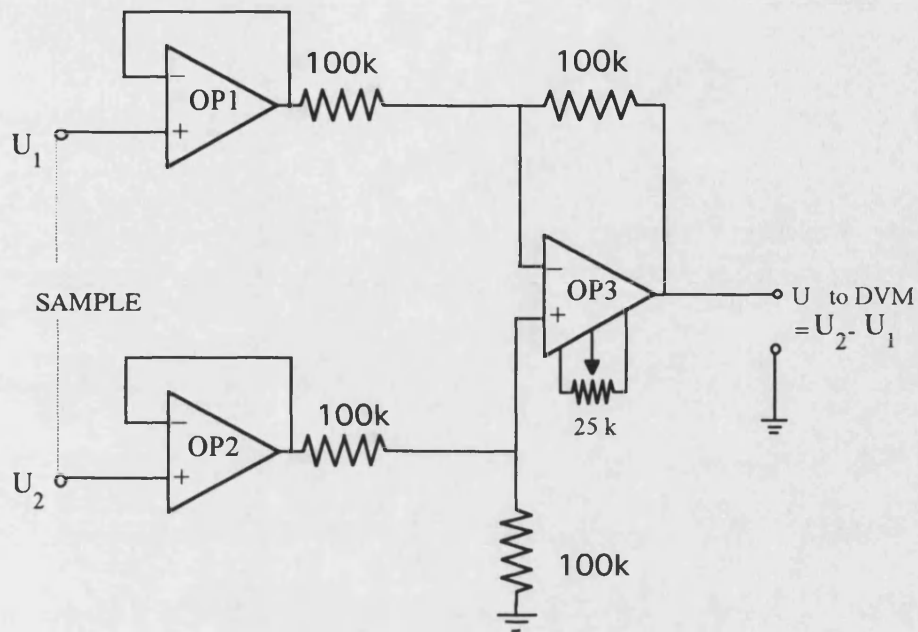 100k
100k
OP1
U1
SAMPLE
OP3
U to DVM
= U2- U1
25 k
100k
OP2
U2
100k